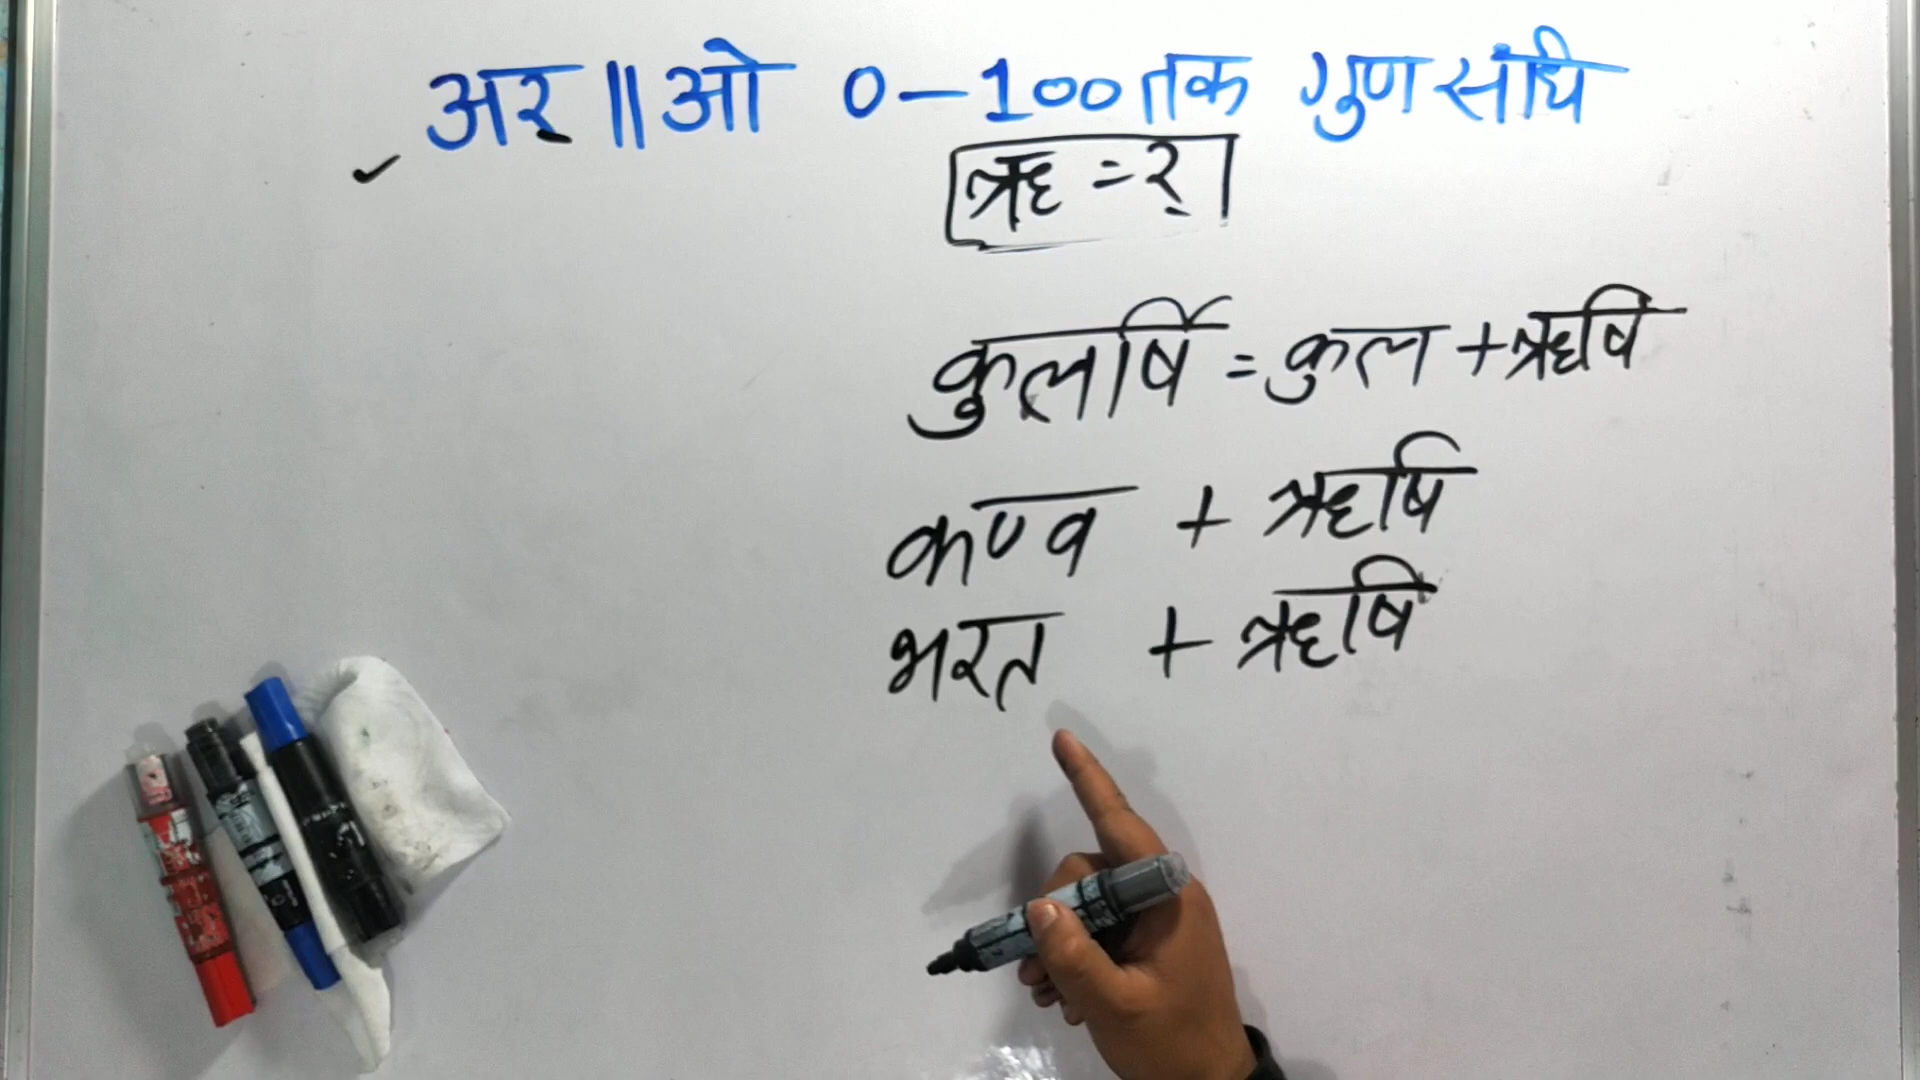 अर् || ओ 0-100 तक गुण संधि
ऋ = र्
कुलर्षि = कुल + ऋषि
कण्व + ऋषि
भरत + ऋषि